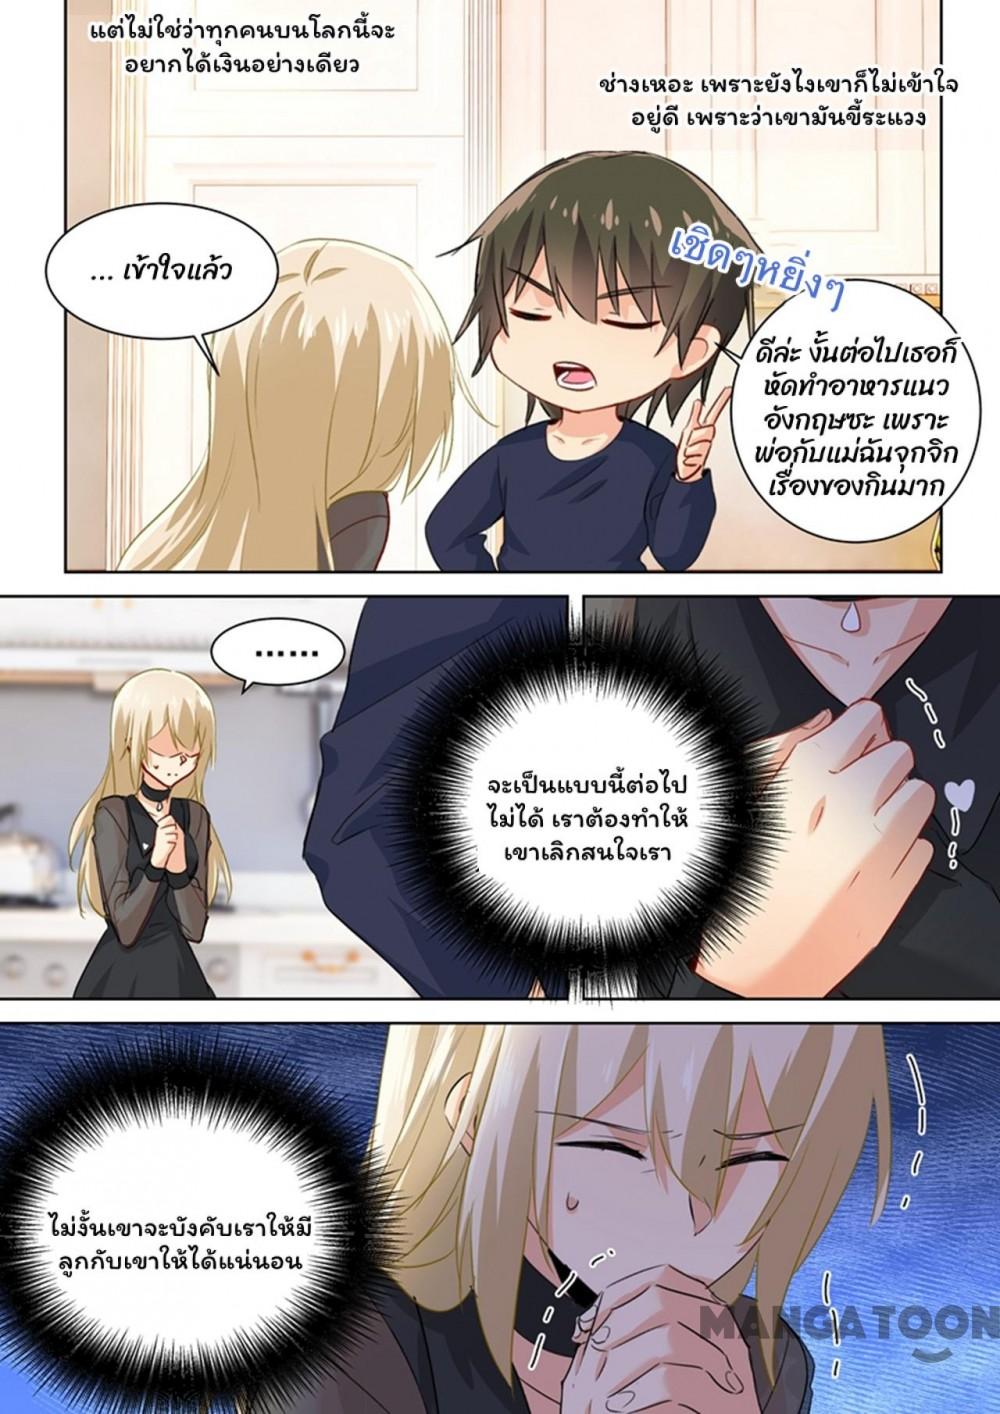 แต่ไม่ใช่ว่าทุกคนบนโลกนี้จะ
อยากได้เงินอย่างเดียว
ช่างเหอะ เพราะยังไงเขาก็ไม่เข้าใจ
อยู่ดี เพราะว่าเขามันขี้ระแวง
... เข้าใจแล้ว
เชิดๆหยิ่งๆ
ดีล่ะ งั้นต่อไปเธอก็
หัดทำอาหารแนว
อังกฤษซะ เพราะ
พ่อกับแม่ฉันจุกจิก
เรื่องของกินมาก
......
จะเป็นแบบนี้ต่อไป
ไม่ได้ เราต้องทำให้
เขาเลิกสนใจเรา
ไม่งั้นเขาจะบังคับเราให้มี
ลูกกับเขาให้ได้แน่นอน
MANGATOON